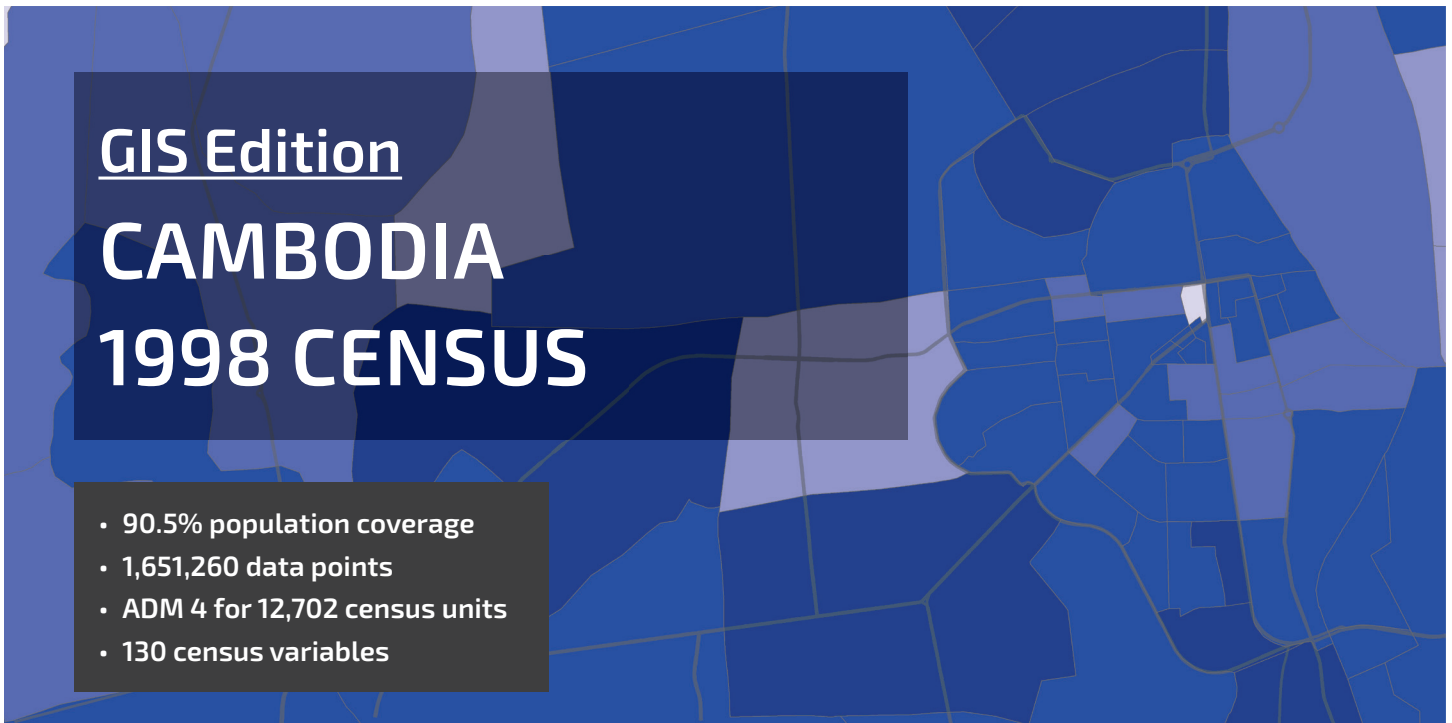 GIS Edition
CAMBODIA
1998 CENSUS
• 90.5% population coverage
• 1,651,260 data points
• ADM 4 for 12,702 census units
• 130 census variables